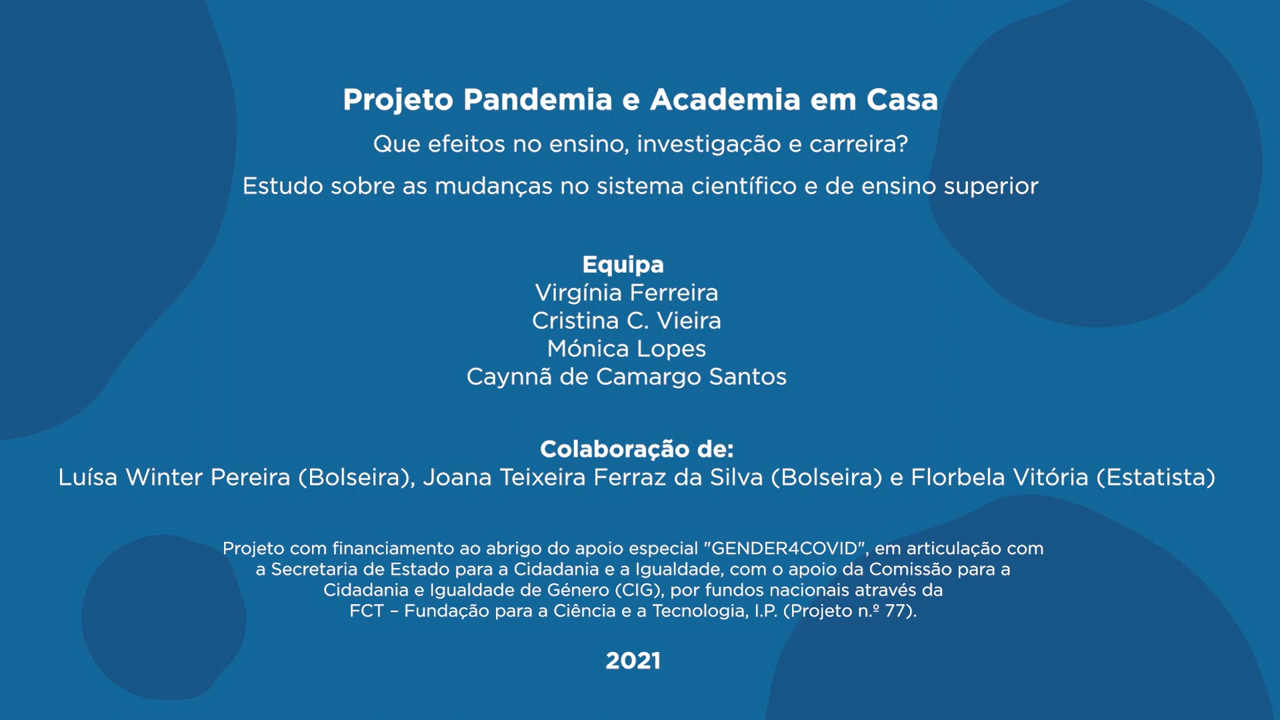 Projeto Pandemia e Academia em Casa
Que efeitos no ensino, investigação e carreira?
Estudo sobre as mudanças no sistema científico e de ensino superior
Equipa
Virgínia Ferreira
Cristina C. Vieira
Mónica Lopes
Caynnã de Camargo Santos
Colaboração de:
Luísa Winter Pereira (Bolseira), Joana Teixeira Ferraz da Silva (Bolseira) e Florbela Vitória (Estatista)
Projeto com financiamento ao abrigo do apoio especial "GENDER4COVID", em articulação com
a Secretaria de Estado para a Cidadania e a Igualdade, com o apoio da Comissão para a
Cidadania e Igualdade de Género (CIG), por fundos nacionais através da
FCT – Fundação para a Ciência e a Tecnologia, I.P. (Projeto n.º 77).
2021